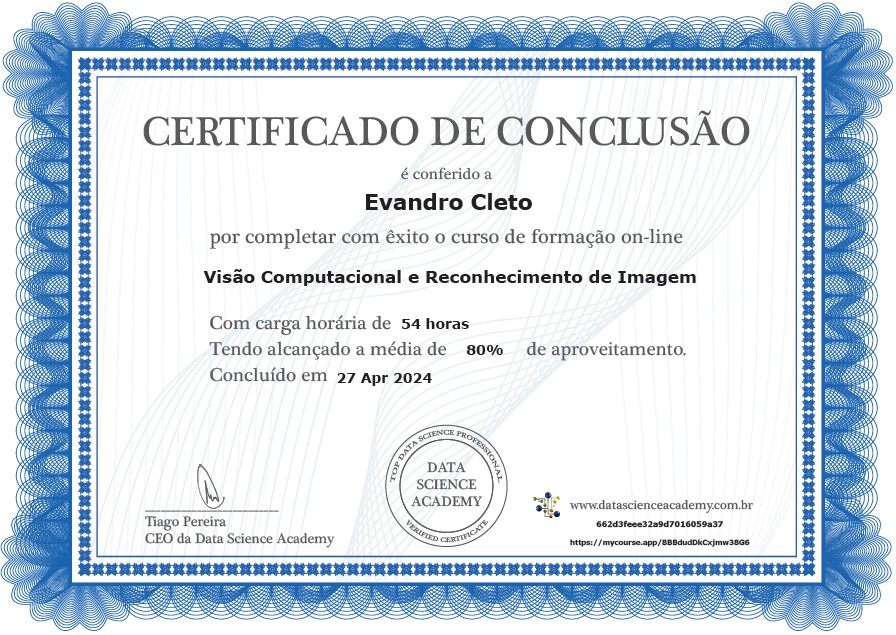 CERTIFICADO DE CONCLUSÃO
é conferido a
Evandro Cleto
por completar com êxito o curso de formação on-line
Visão Computacional e Reconhecimento de Imagem
Com carga horária de 54 horas
Tendo alcançado a média de 80% de aproveitamento.
Concluído em 27 Apr 2024
TOP DATA SCIENCE PROFESSIONAL
DATA
SCIENCE
ACADEMY
VERIFIED CERTIFICATE
Tiago Pereira
CEO da Data Science Academy
www.datascienceacademy.com.br
662d3feee32a9d7016059a37
https://mycourse.app/8BBdudDkCxjmw38G6